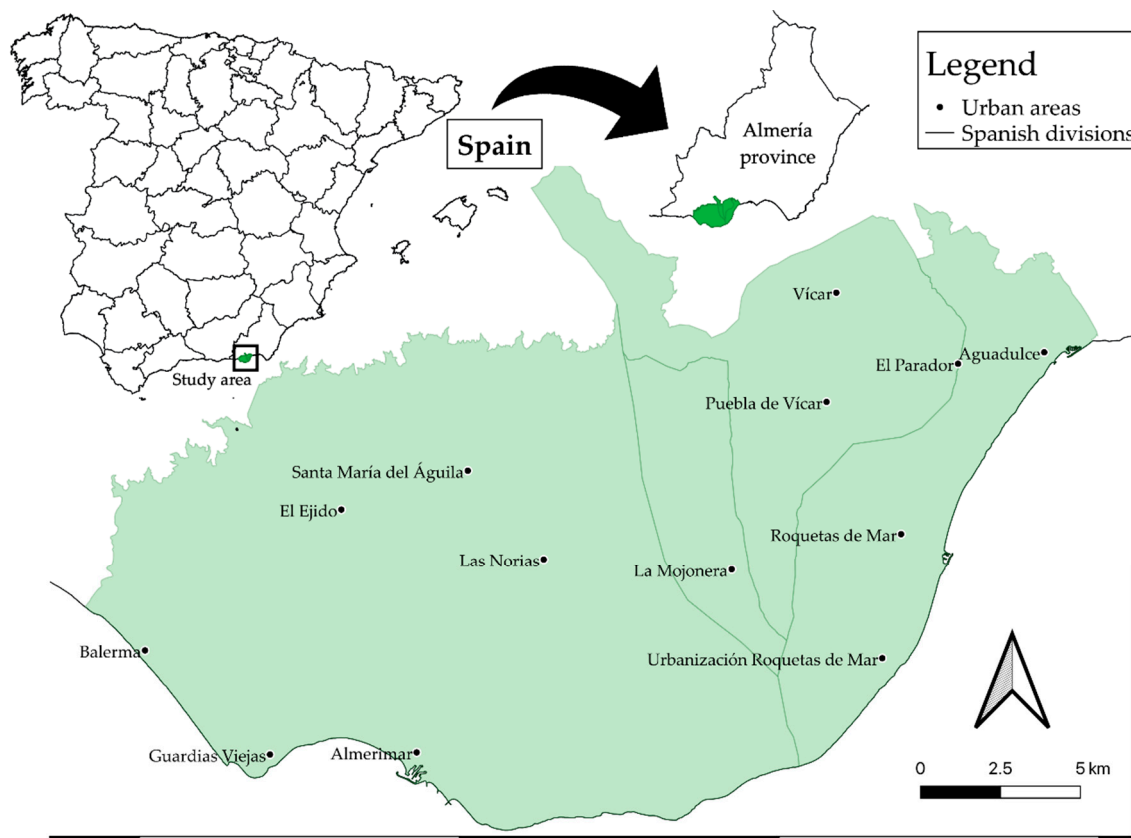 Legend
Urban areas
Spanish divisions
Spain
Almería
province
Study area
Vícar
El Parador
Aguadulce
Puebla de Vícar
Santa María del Águila
El Ejido
Las Norias
La Mojonera
Roquetas de Mar
Balerma
Urbanización Roquetas de Mar
Guardias Viejas
Almerimar
0 2.5 5 km